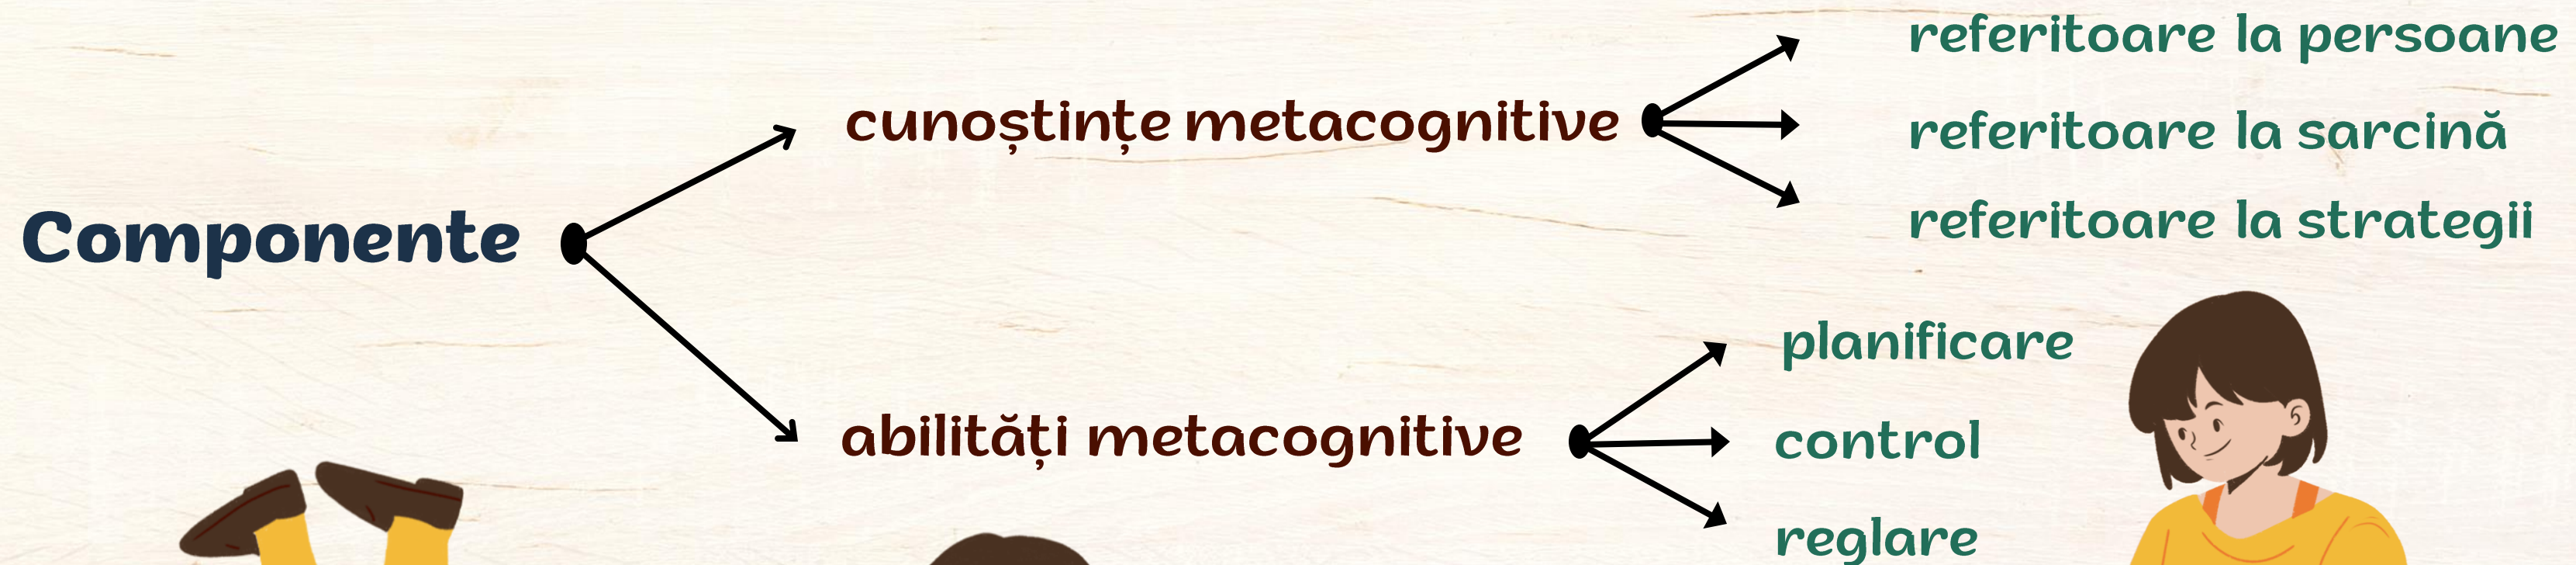 Componente
cunoștințe metacognitive
referitoare la persoane
referitoare la sarcină
referitoare la strategii
abilități metacognitive
planificare
control
reglare